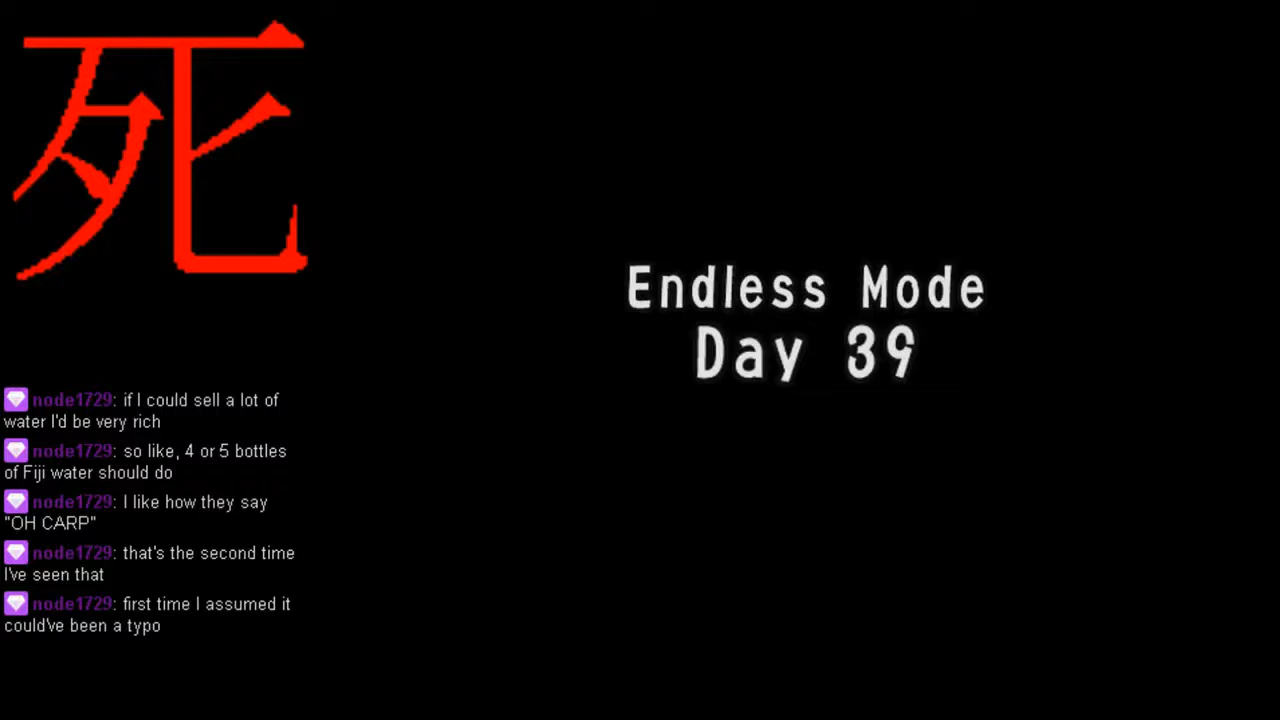 死
Endless Mode
Day 39
node1729: if I could sell a lot of
water I'd be very rich
node1729: so like, 4 or 5 bottles
of Fiji water should do
node1729: I like how they say
"OH CARP"
node1729: that's the second time
I've seen that
node1729: first time I assumed it
could've been a typo